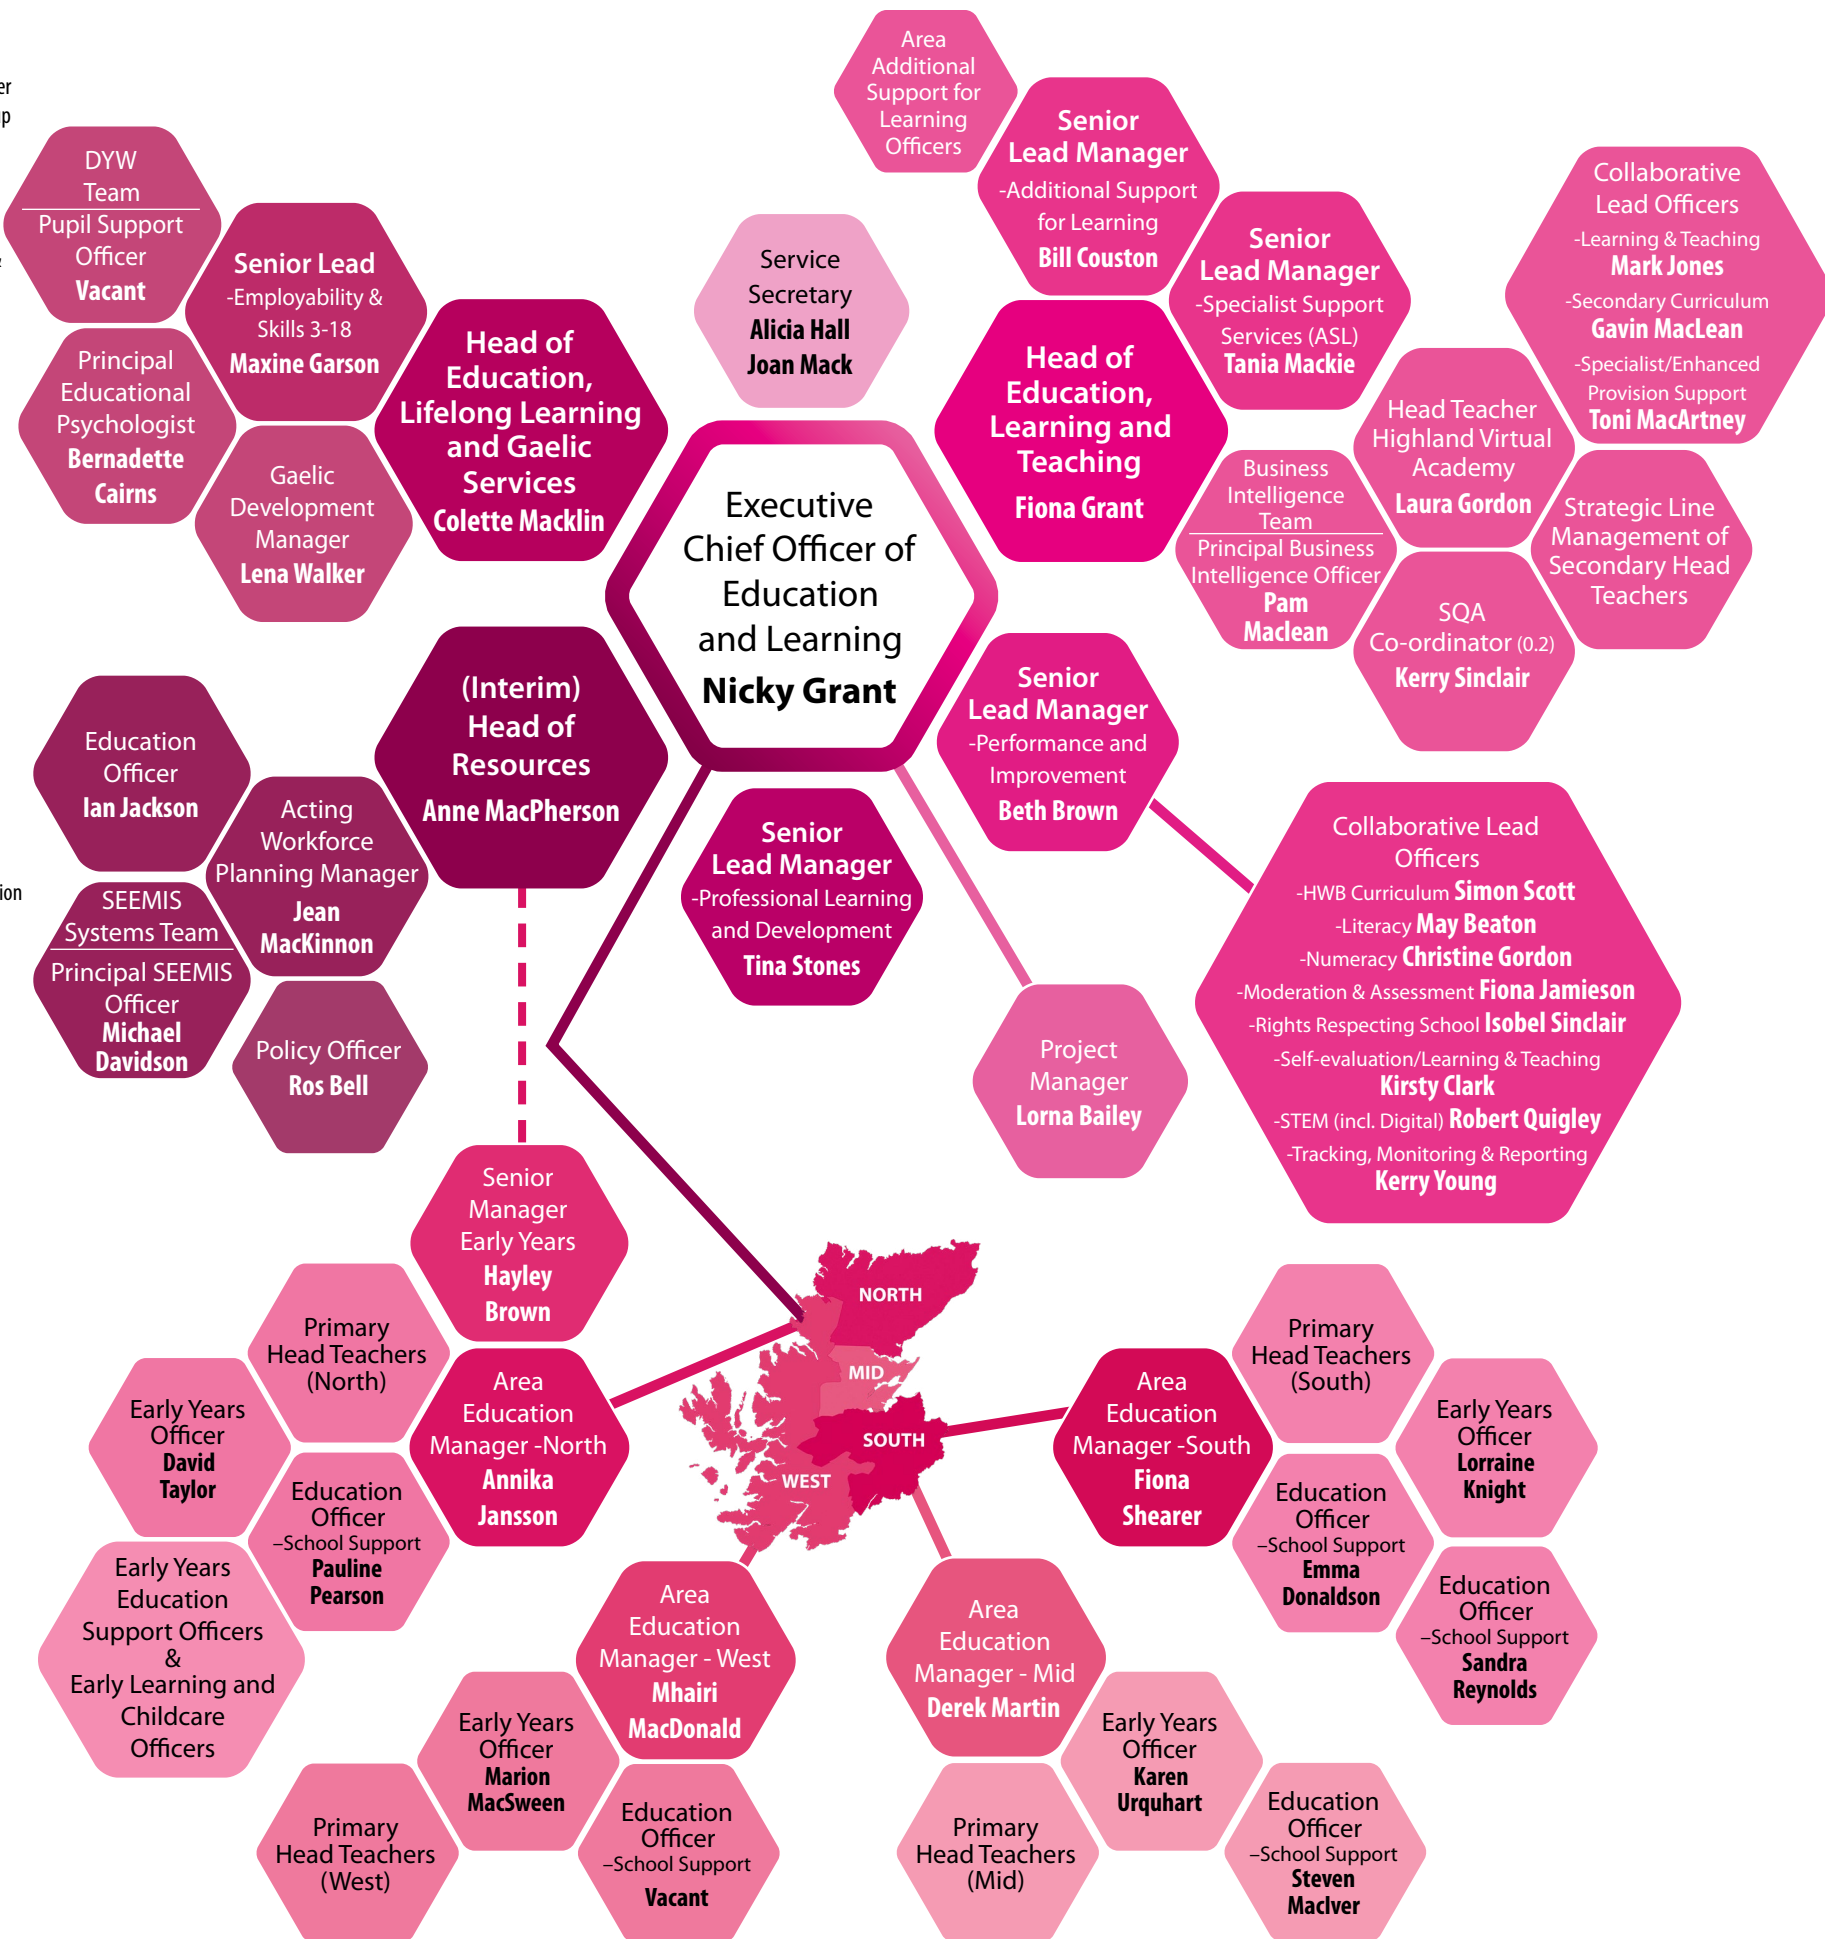 er
up
&
ion
Area
Additional
Support for
Learning
Officers
Senior
Lead Manager
-Additional Support
for Learning
Bill Couston
Senior
Lead Manager
-Specialist Support
Services (ASL)
Tania Mackie
Collaborative
Lead Officers
-Learning & Teaching
Mark Jones
-Secondary Curriculum
Gavin MacLean
-Specialist/Enhanced
Provision Support
Toni MacArtney
DYW
Team
Pupil Support
Officer
Vacant
Senior Lead
-Employability &
Skills 3-18
Maxine Garson
Principal
Educational
Psychologist
Bernadette
Cairns
Gaelic
Development
Manager
Lena Walker
Head of
Education,
Lifelong Learning
and Gaelic
Services
Colette Macklin
Service
Secretary
Alicia Hall
Joan Mack
Head of
Education,
Learning and
Teaching
Fiona Grant
Head Teacher
Highland Virtual
Academy
Laura Gordon
Business
Intelligence
Team
Principal Business
Intelligence Officer
Pam
Maclean
Strategic Line
Management of
Secondary Head
Teachers
SQA
Co-ordinator (0.2)
Kerry Sinclair
Executive
Chief Officer of
Education
and Learning
Nicky Grant
(Interim)
Head of
Resources
Anne MacPherson
Education
Officer
Ian Jackson
Acting
Workforce
Planning Manager
Jean
MacKinnon
SEEMIS
Systems Team
Principal SEEMIS
Officer
Michael
Davidson
Policy Officer
Ros Bell
Senior
Lead Manager
-Professional Learning
and Development
Tina Stones
Senior
Lead Manager
-Performance and
Improvement
Beth Brown
Collaborative Lead
Officers
-HWB Curriculum Simon Scott
-Literacy May Beaton
-Numeracy Christine Gordon
-Moderation & Assessment Fiona Jamieson
-Rights Respecting School Isobel Sinclair
-Self-evaluation/Learning & Teaching
Kirsty Clark
-STEM (incl. Digital) Robert Quigley
-Tracking, Monitoring & Reporting
Kerry Young
Project
Manager
Lorna Bailey
Senior
Manager
Early Years
Hayley
Brown
NORTH
MID
SOUTH
WEST
Primary
Head Teachers
(North)
Early Years
Officer
David
Taylor
Education
Officer
–School Support
Pauline
Pearson
Area
Education
Manager -North
Annika
Jansson
Early Years
Education
Support Officers
&
Early Learning and
Childcare
Officers
Area
Education
Manager - West
Mhairi
MacDonald
Early Years
Officer
Marion
MacSween
Primary
Head Teachers
(West)
Education
Officer
–School Support
Vacant
Area
Education
Manager - Mid
Derek Martin
Early Years
Officer
Karen
Urquhart
Primary
Head Teachers
(Mid)
Education
Officer
–School Support
Steven
MacIver
Area
Education
Manager -South
Fiona
Shearer
Primary
Head Teachers
(South)
Early Years
Officer
Lorraine
Knight
Education
Officer
–School Support
Emma
Donaldson
Education
Officer
–School Support
Sandra
Reynolds